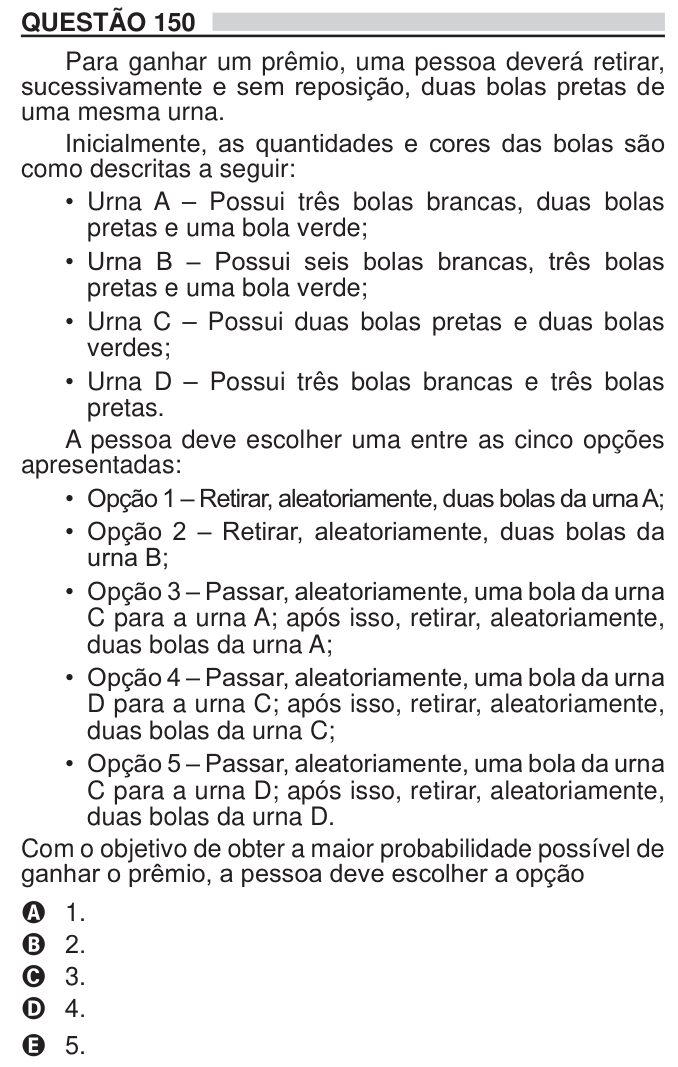 QUESTÃO 150
Para ganhar um prêmio, uma pessoa deverá retirar,
sucessivamente e sem reposição, duas bolas pretas de
uma mesma urna.
Inicialmente, as quantidades e cores das bolas são
como descritas a seguir:
• Urna A – Possui três bolas brancas, duas bolas
pretas e uma bola verde;
• Urna B – Possui seis bolas brancas, três bolas
pretas e uma bola verde;
• Urna C – Possui duas bolas pretas e duas bolas
verdes;
• Urna D – Possui três bolas brancas e três bolas
pretas.
A pessoa deve escolher uma entre as cinco opções
apresentadas:
• Opção 1 – Retirar, aleatoriamente, duas bolas da urna A;
• Opção 2 – Retirar, aleatoriamente, duas bolas da
urna B;
• Opção 3 – Passar, aleatoriamente, uma bola da urna
C para a urna A; após isso, retirar, aleatoriamente,
duas bolas da urna A;
• Opção 4 – Passar, aleatoriamente, uma bola da urna
D para a urna C; após isso, retirar, aleatoriamente,
duas bolas da urna C;
• Opção 5 – Passar, aleatoriamente, uma bola da urna
C para a urna D; após isso, retirar, aleatoriamente,
duas bolas da urna D.
Com o objetivo de obter a maior probabilidade possível de
ganhar o prêmio, a pessoa deve escolher a opção
A 1.
B 2.
C 3.
D 4.
E 5.